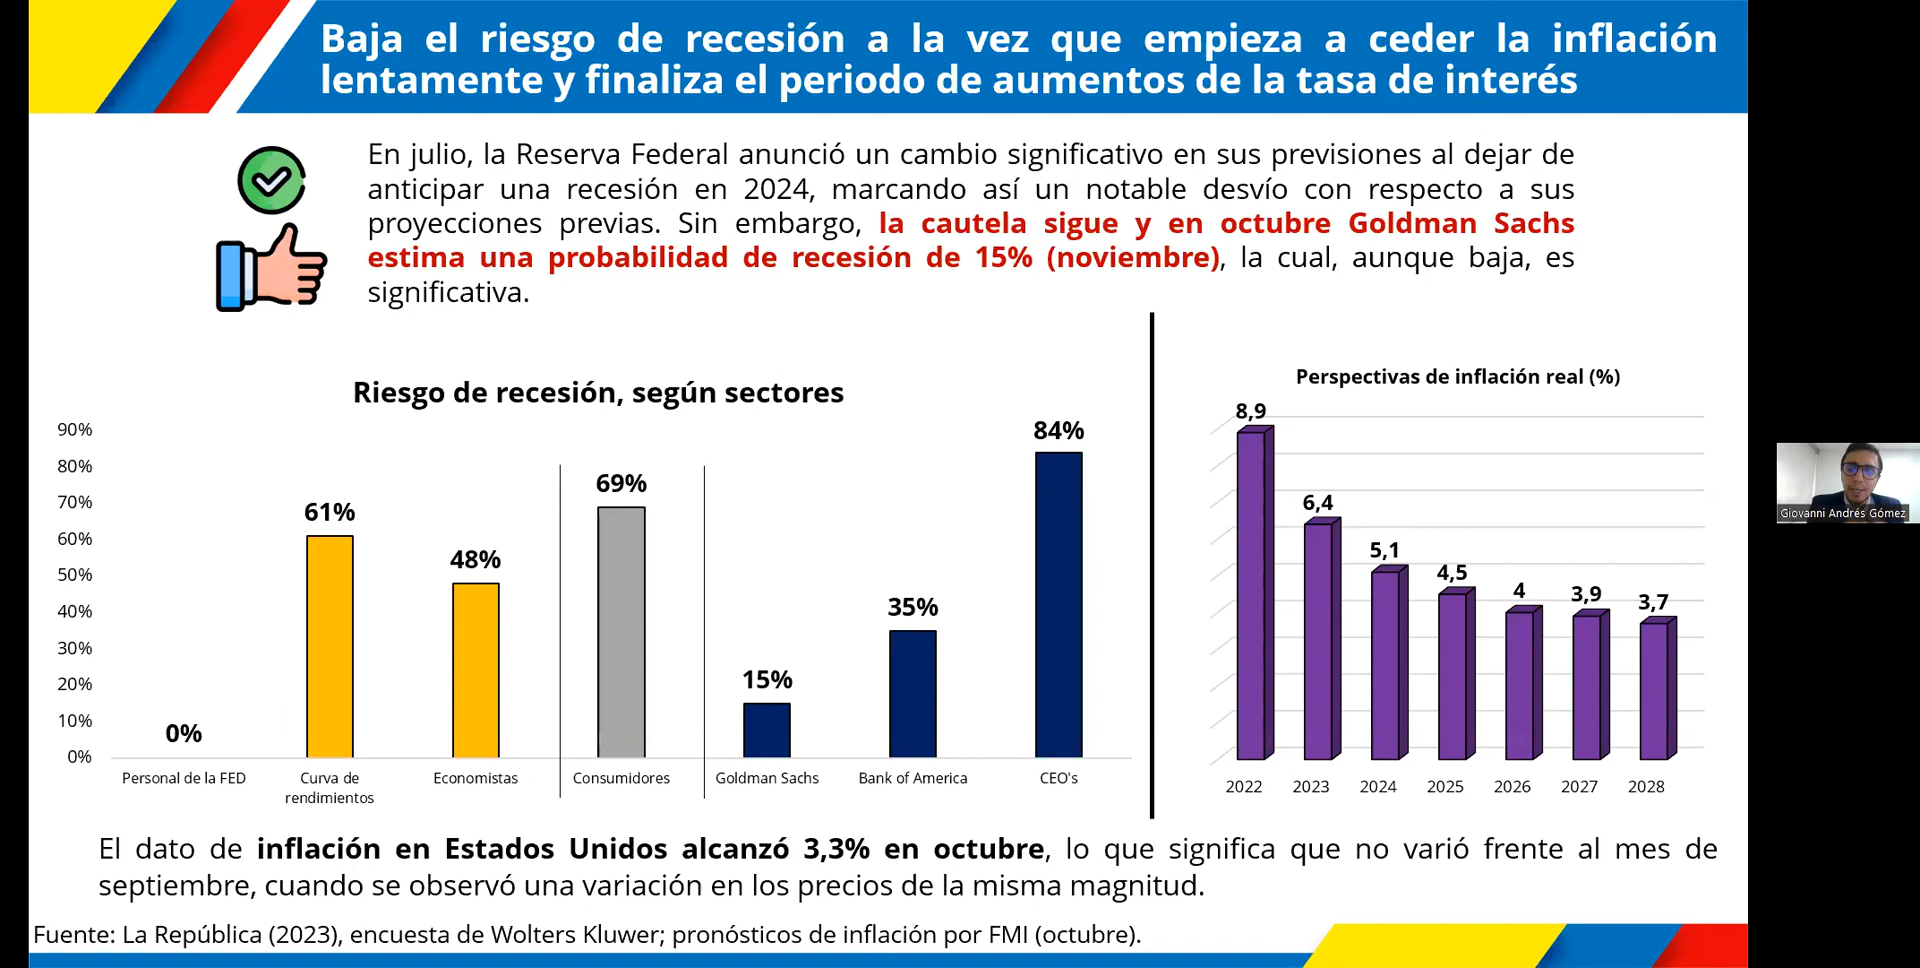 Baja el riesgo de recesión a la vez que empieza a ceder la inflación
lentamente y finaliza el periodo de aumentos de la tasa de interés
En julio, la Reserva Federal anunció un cambio significativo en sus previsiones al dejar de
anticipar una recesión en 2024, marcando así un notable desvío con respecto a sus
proyecciones previas. Sin embargo, la cautela sigue y en octubre Goldman Sachs
estima una probabilidad de recesión de 15% (noviembre), la cual, aunque baja, es
significativa.
Riesgo de recesión, según sectores
90%
80%
70%
60%
50%
40%
30%
20%
10%
0%
0%
61%
48%
69%
15%
35%
84%
Personal de la FED
Curva de
rendimientos
Economistas
Consumidores
Goldman Sachs
Bank of America
CEO's
Perspectivas de inflación real (%)
8,9
6,4
5,1
4,5
4
3,9
3,7
2022
2023
2024
2025
2026
2027
2028
Giovanni Andrés Gómez
El dato de inflación en Estados Unidos alcanzó 3,3% en octubre, lo que significa que no varió frente al mes de
septiembre, cuando se observó una variación en los precios de la misma magnitud.
Fuente: La República (2023), encuesta de Wolters Kluwer; pronósticos de inflación por FMI (octubre).